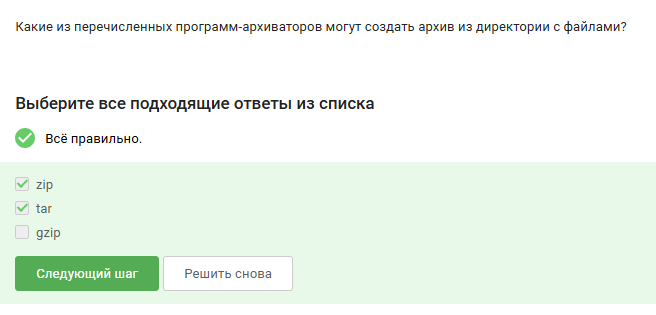 Какие из перечисленных программ-архиваторов могут создать архив из директории с файлами?
Выберите все подходящие ответы из списка
Всё правильно.
zip
tar
gzip
Следующий шаг
Решить снова